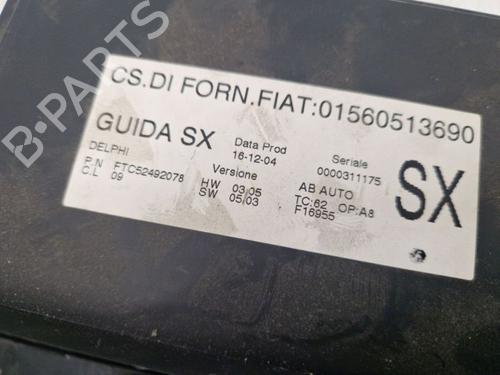 CS.DI FORN.FIAT:01560513690
GUIDA SX
Data Prod
16-12-04
Seriale
0000311175
DELPHI
P.N FTC52492078
C.L 09
Versione
HW 03/05
SW 05/03
AB AUTO
TC:62 OP:A8
F16955
SX
B-PARTS